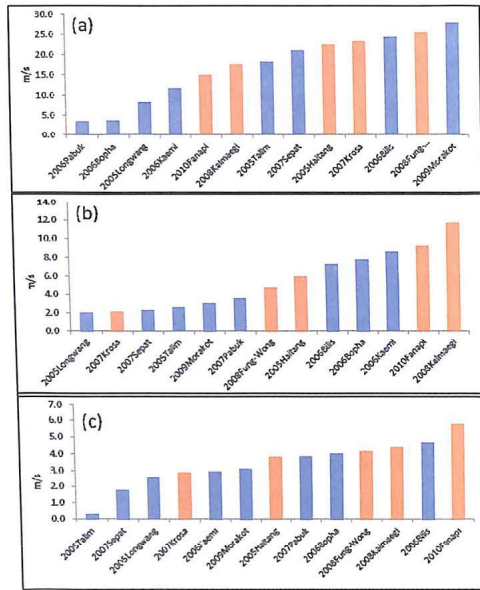 (a)
30.0
25.0
20.0
15.0
10.0
5.0
0.0
m/s
2006Pabuk
2006Bopha
2005Longwang
2006Kaemi
2010Fanapi
2008Kalmaegi
2005Talim
2007Sepat
2005Haitang
2007Krosa
2006Bilis
2008Fung-...
2009Morakot
(b)
14.0
12.0
10.0
8.0
6.0
4.0
2.0
0.0
m/s
2005Longwang
2007Krosa
2007Sepat
2005Talim
2009Morakot
2007Pabuk
2008Fung-Wong
2005Haitang
2006Bilis
2006Bopha
2006Kaemi
2010Fanapi
2008Kalmaegi
(c)
7.0
6.0
5.0
4.0
3.0
2.0
1.0
0.0
m/s
2005Talim
2007Sepat
2005Longwang
2007Krosa
2006Kaemi
2009Morakot
2005Haitang
2007Pabuk
2006Bopha
2008Fung-Wong
2008Kalmaegi
2006Bilis
2010Fanapi